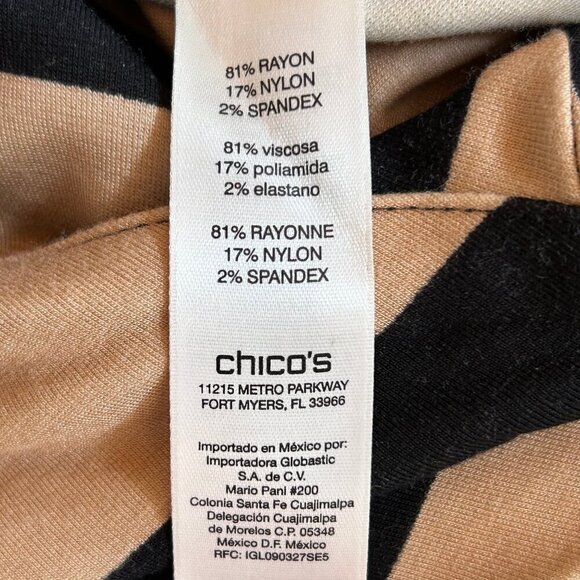 81% RAYON
17% NYLON
2% SPANDEX
81% viscosa
17% poliamida
2% elastano
81% RAYONNE
17% NYLON
2% SPANDEX
chico's
11215 METRO PARKWAY
FORT MYERS, FL 33966
Importado en México por:
Importadora Globastic
S.A. de C.V.
Mario Pani #200
Colonia Santa Fe Cuajimalpa
Delegación Cuajimalpa
de Morelos C.P. 05348
México D.F. México
RFC: IGL090327SE5